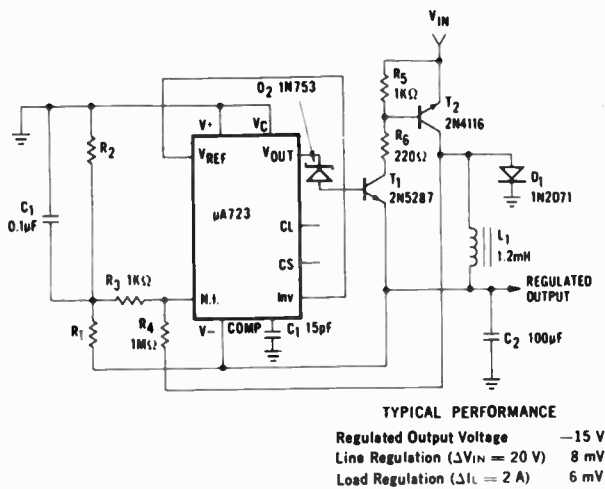 VIN
D2 1N753
R5
1KΩ
T2
2N4116
V+
VC
R2
VREF
VOUT
R6
220Ω
T1
2N5287
D1
1N2071
C1
0.1µF
µA723
CL
CS
L1
1.2mH
REGULATED
OUTPUT
R3 1KΩ
N.I.
Inv
R1
R4
1MΩ
V−
COMP
C1 15pF
C2 100µF
TYPICAL PERFORMANCE
Regulated Output Voltage −15 V
Line Regulation (ΔVIN = 20 V) 8 mV
Load Regulation (ΔIL = 2 A) 6 mV